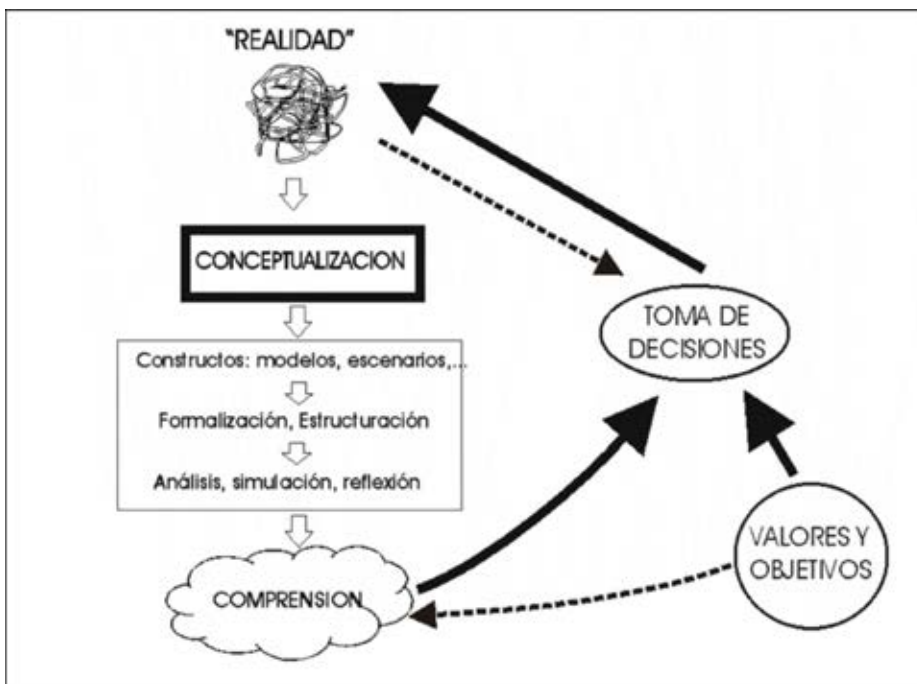 "REALIDAD"
CONCEPTUALIZACION
Constructos: modelos, escenarios,...
Formalización, Estructuración
Análisis, simulación, reflexión
COMPRENSION
TOMA DE
DECISIONES
VALORES Y
OBJETIVOS